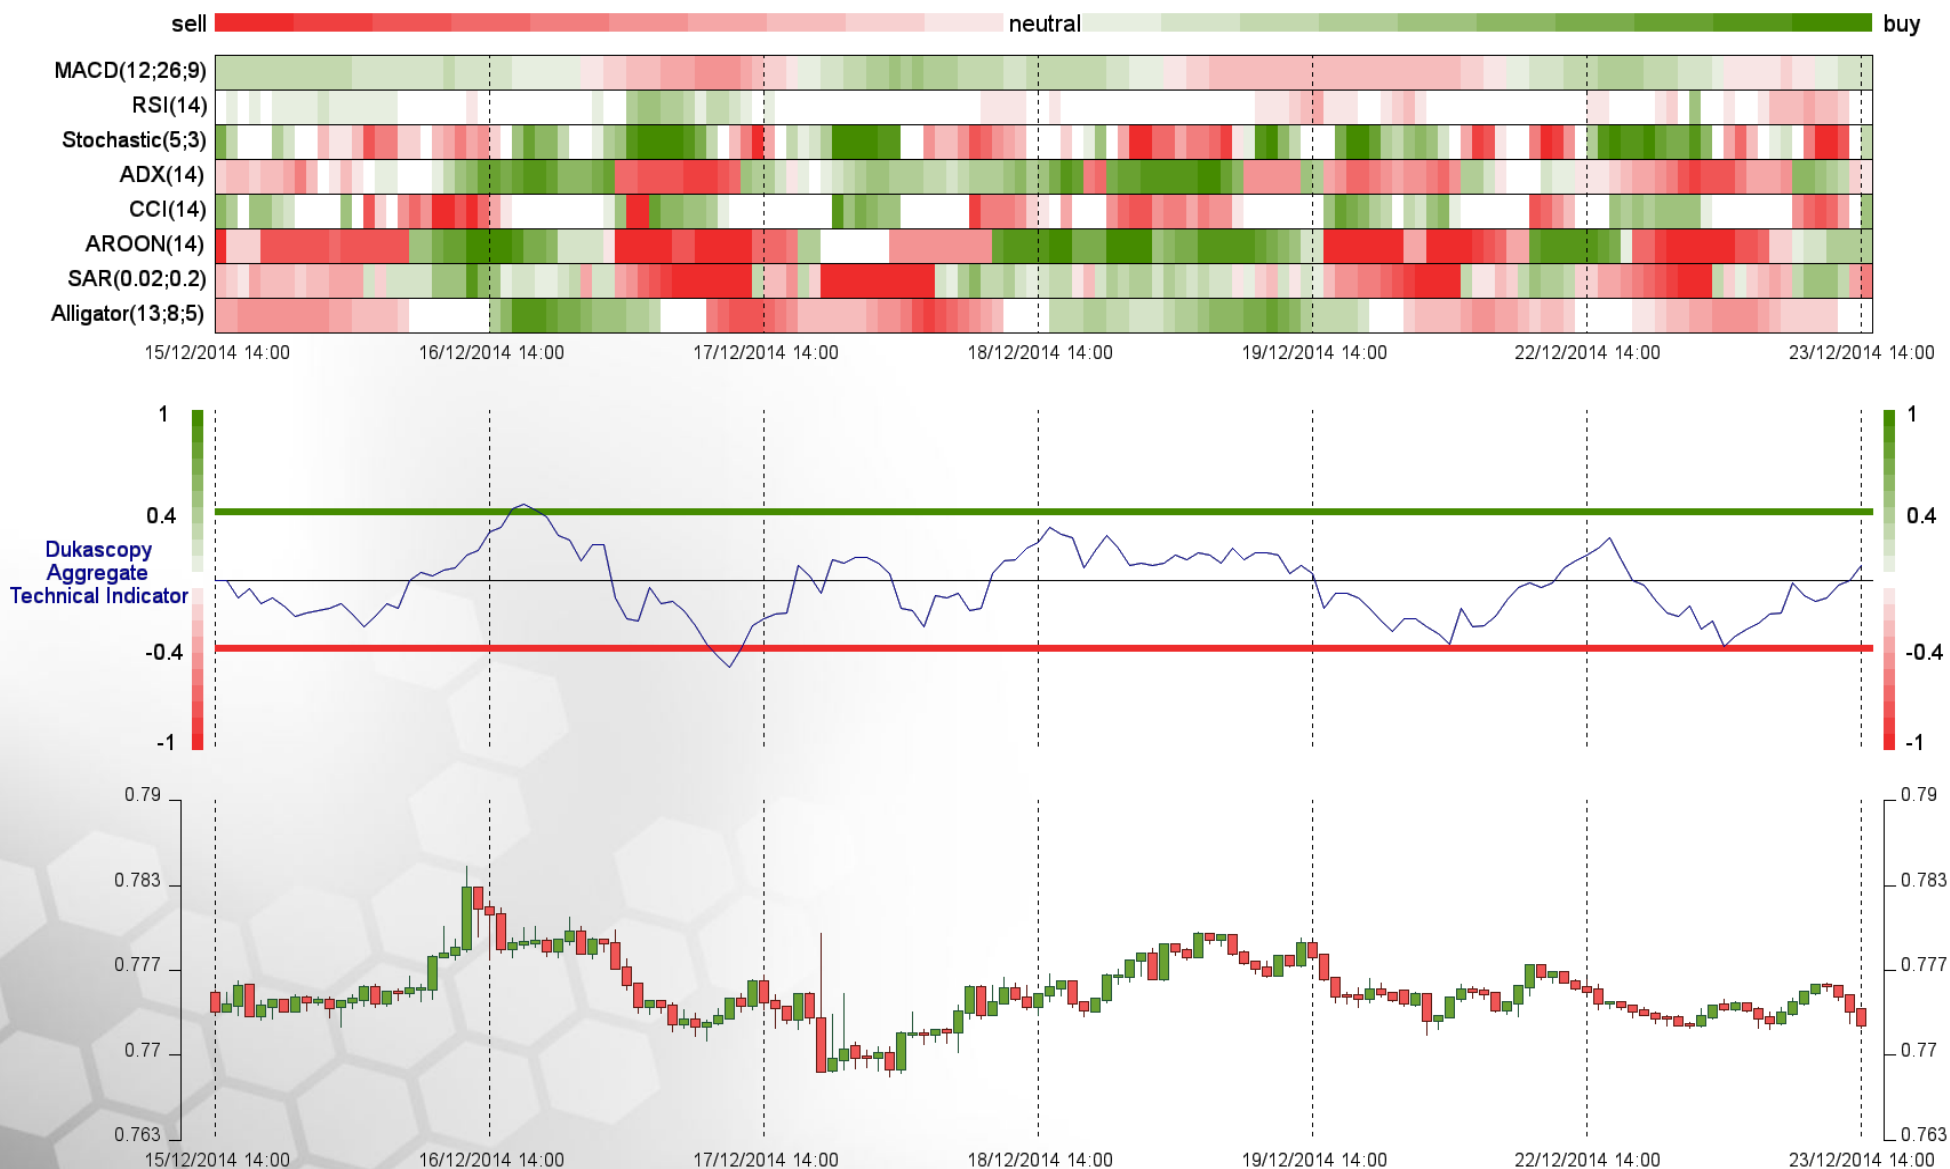 sell neutral buy
MACD(12;26;9)
RSI(14)
Stochastic(5;3)
ADX(14)
CCI(14)
AROON(14)
SAR(0.02;0.2)
Alligator(13;8;5)
15/12/2014 14:00 16/12/2014 14:00 17/12/2014 14:00 18/12/2014 14:00 19/12/2014 14:00 22/12/2014 14:00 23/12/2014 14:00
1 1
0.4 0.4
Dukascopy
Aggregate
Technical Indicator
-0.4 -0.4
-1 -1
0.79 0.79
0.783 0.783
0.777 0.777
0.77 0.77
0.763 0.763
15/12/2014 14:00 16/12/2014 14:00 17/12/2014 14:00 18/12/2014 14:00 19/12/2014 14:00 22/12/2014 14:00 23/12/2014 14:00